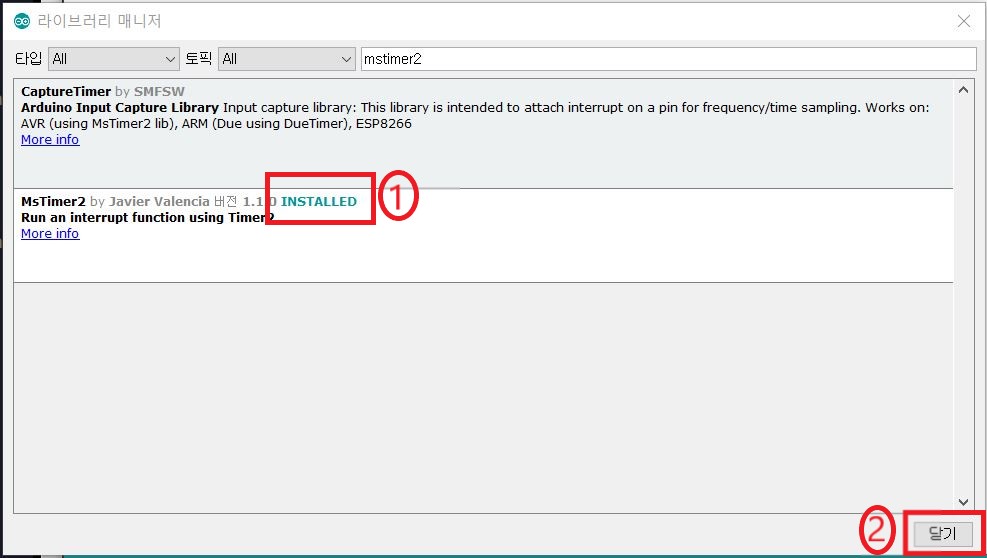 라이브러리 매니저
타입 All 토픽 All mstimer2
CaptureTimer by SMFSW
Arduino Input Capture Library Input capture library: This library is intended to attach interrupt on a pin for frequency/time sampling. Works on:
AVR (using MsTimer2 lib), ARM (Due using DueTimer), ESP8266
More info
MsTimer2 by Javier Valencia 버전 1.1.0 INSTALLED
1
Run an interrupt function using Timer2
More info
2
닫기